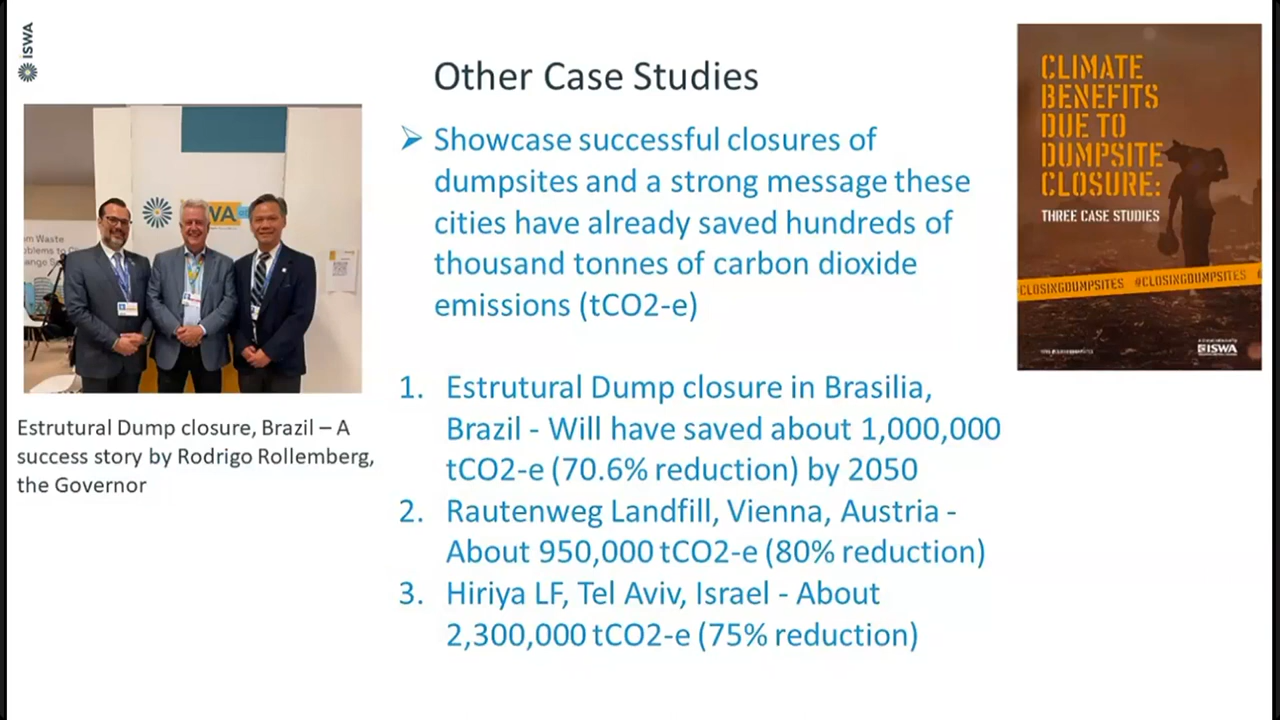 ISWA
Other Case Studies
Showcase successful closures of
dumpsites and a strong message these
cities have already saved hundreds of
thousand tonnes of carbon dioxide
emissions (tCO2-e)
1. Estrutural Dump closure in Brasilia,
Brazil - Will have saved about 1,000,000
tCO2-e (70.6% reduction) by 2050
2. Rautenweg Landfill, Vienna, Austria -
About 950,000 tCO2-e (80% reduction)
3. Hiriya LF, Tel Aviv, Israel - About
2,300,000 tCO2-e (75% reduction)
WA
m Waste
Estrutural Dump closure, Brazil – A
success story by Rodrigo Rollemberg,
the Governor
CLIMATE
BENEFITS
DUE TO
DUMPSITE
CLOSURE:
THREE CASE STUDIES
CLOSINGDUMPSITES #CLOSINGDUMPSITES #
ISWA